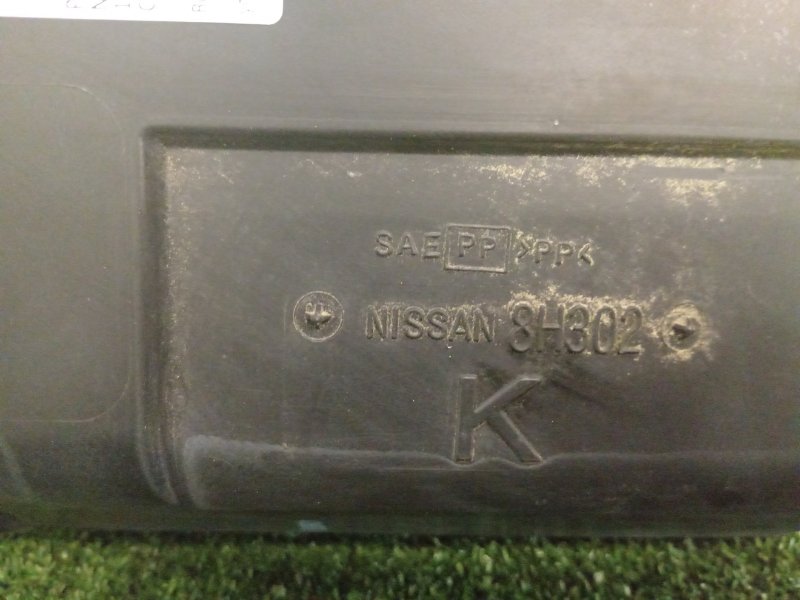 SAE PP >PP<
NISSAN 8H302
K